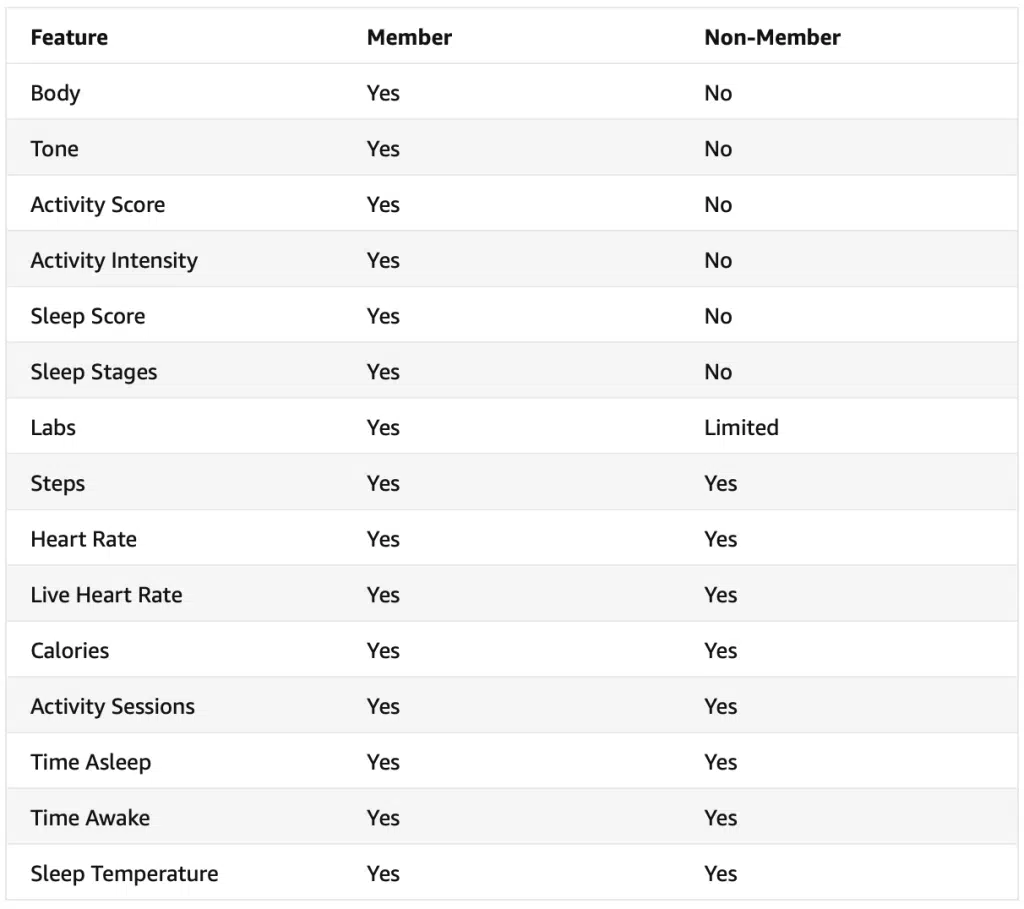 Feature Member Non-Member
Body Yes No
Tone Yes No
Activity Score Yes No
Activity Intensity Yes No
Sleep Score Yes No
Sleep Stages Yes No
Labs Yes Limited
Steps Yes Yes
Heart Rate Yes Yes
Live Heart Rate Yes Yes
Calories Yes Yes
Activity Sessions Yes Yes
Time Asleep Yes Yes
Time Awake Yes Yes
Sleep Temperature Yes Yes